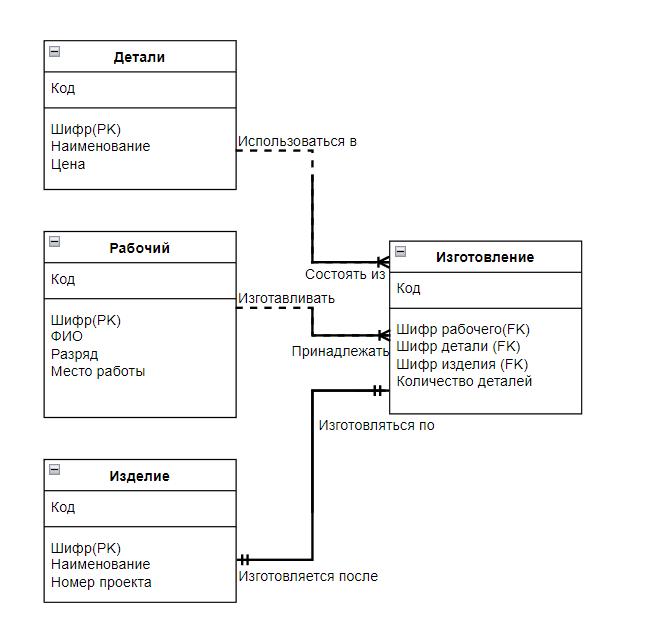 Детали
Код
Шифр(PK)
Наименование
Цена
Использоваться в
Состоять из
Рабочий
Код
Шифр(PK)
ФИО
Разряд
Место работы
Изготавливать
Принадлежать
Изготовление
Код
Шифр рабочего(FK)
Шифр детали (FK)
Шифр изделия (FK)
Количество деталей
Изготовляться по
Изделие
Код
Шифр(PK)
Наименование
Номер проекта
Изготовляется после